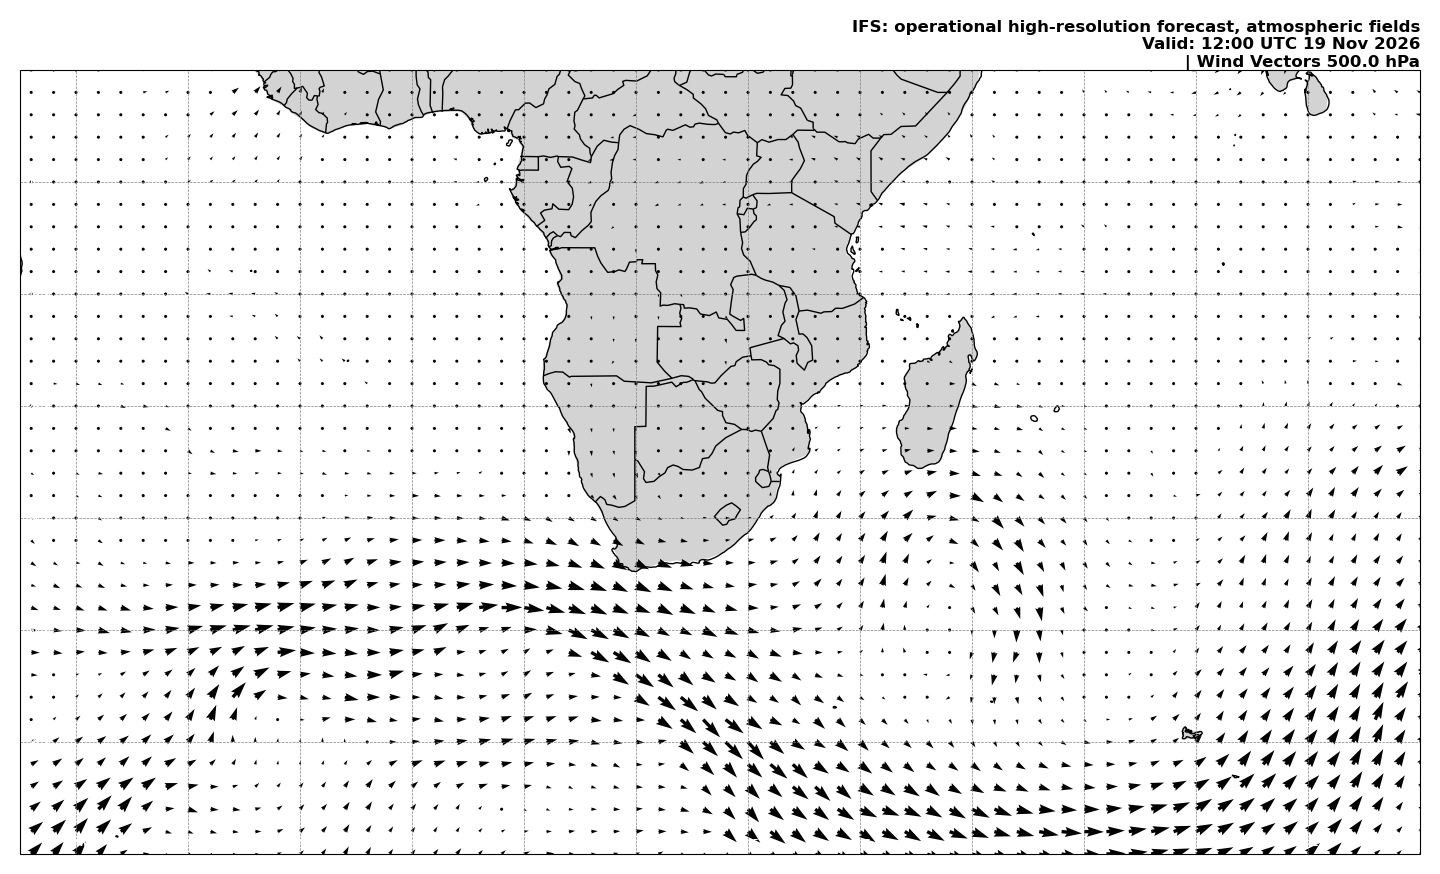 IFS: operational high-resolution forecast, atmospheric fields
Valid: 12:00 UTC 19 Nov 2026
| Wind Vectors 500.0 hPa